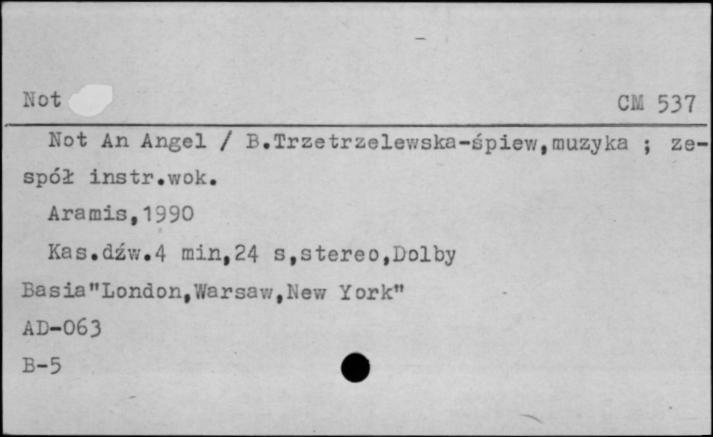 Not
CM 537
Not An Angel / B.Trzetrzelewska-śpiew,muzyka ; ze-
spół instr.wok.
Aramis,1990
Kas.dźw.4 min,24 s,stereo,Dolby
Basia"London,Warsaw,New York"
AD-063
B-5